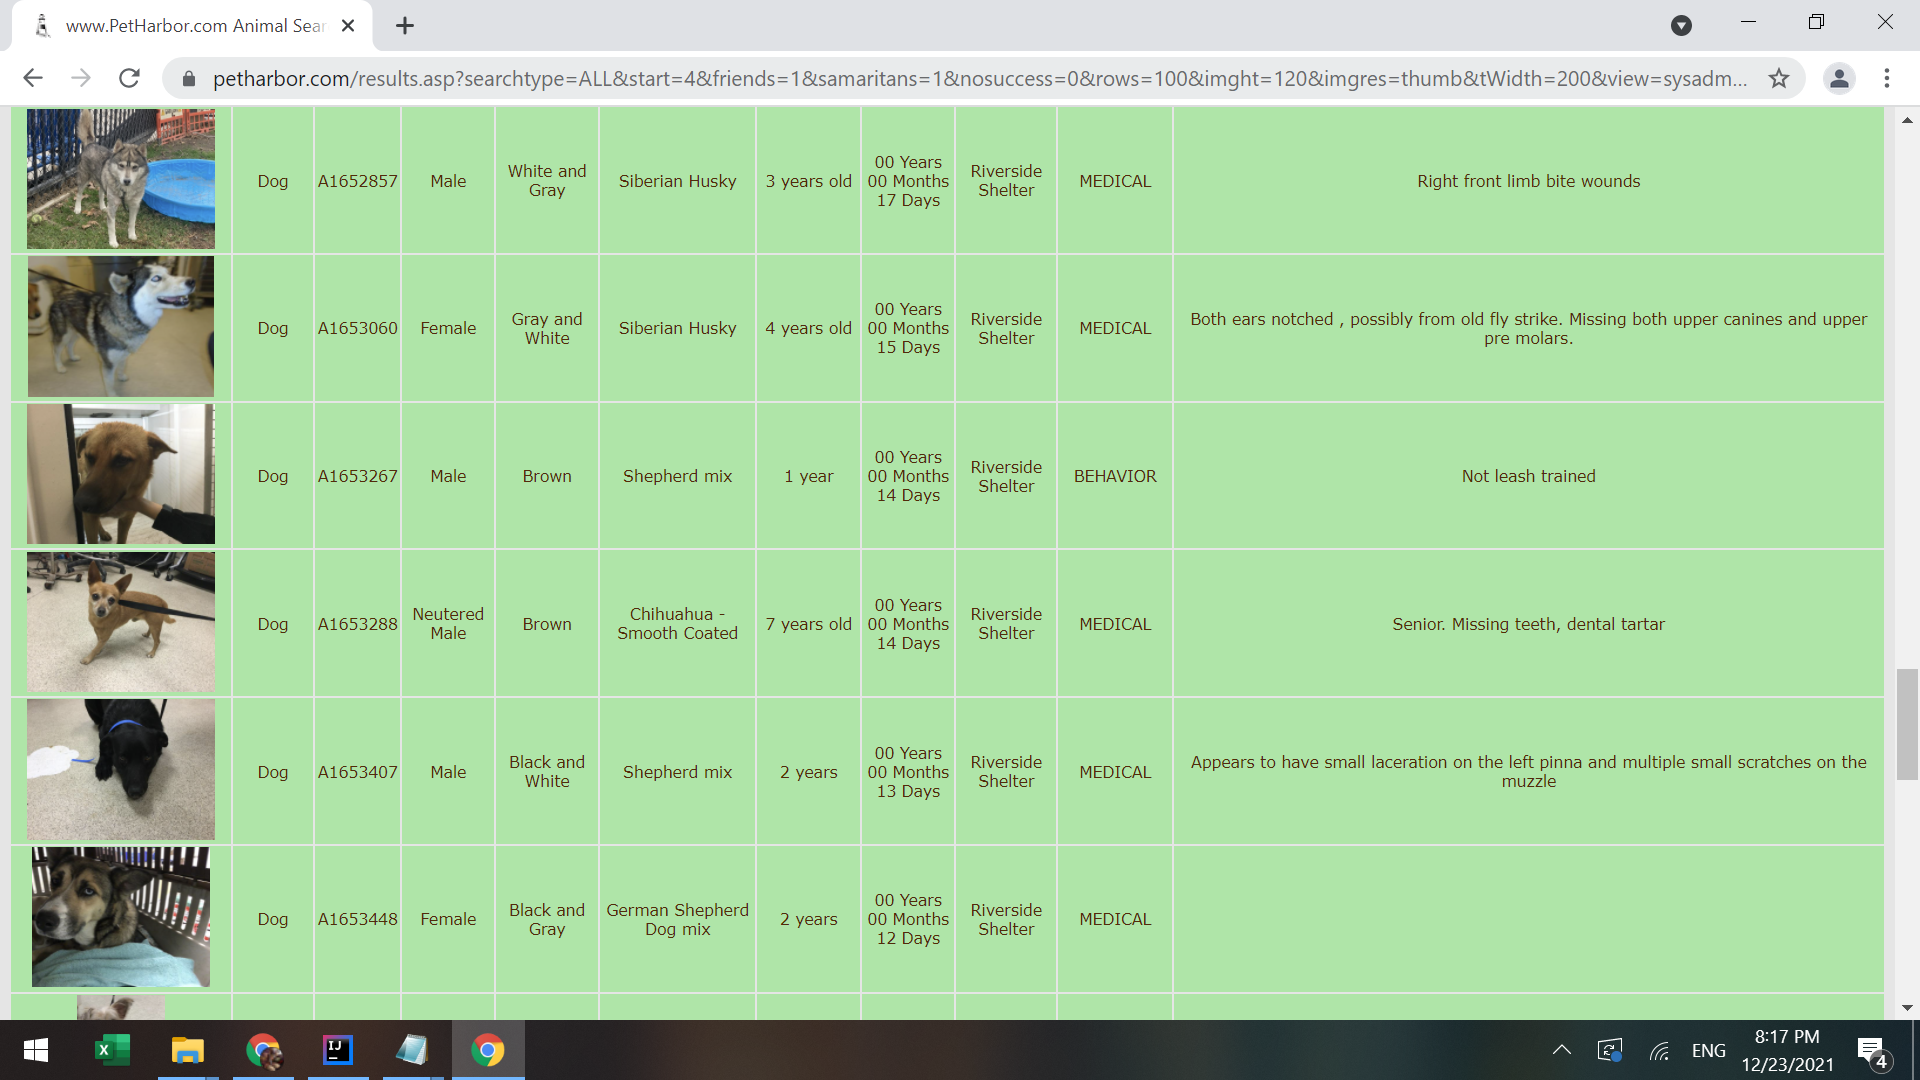 www.PetHarbor.com Animal Sear
petharbor.com/results.asp?searchtype=ALL&start=4&friends=1&samaritans=1&nosuccess=0&rows=100&imght=120&imgres=thumb&tWidth=200&view=sysadm...
Dog
A1652857
Male
White and
Gray
Siberian Husky
3 years old
00 Years
00 Months
17 Days
Riverside
Shelter
MEDICAL
Right front limb bite wounds
Dog
A1653060
Female
Gray and
White
Siberian Husky
4 years old
00 Years
00 Months
15 Days
Riverside
Shelter
MEDICAL
Both ears notched , possibly from old fly strike. Missing both upper canines and upper
pre molars.
Dog
A1653267
Male
Brown
Shepherd mix
1 year
00 Years
00 Months
14 Days
Riverside
Shelter
BEHAVIOR
Not leash trained
Dog
A1653288
Neutered
Male
Brown
Chihuahua -
Smooth Coated
7 years old
00 Years
00 Months
14 Days
Riverside
Shelter
MEDICAL
Senior. Missing teeth, dental tartar
Dog
A1653407
Male
Black and
White
Shepherd mix
2 years
00 Years
00 Months
13 Days
Riverside
Shelter
MEDICAL
Appears to have small laceration on the left pinna and multiple small scratches on the
muzzle
Dog
A1653448
Female
Black and
Gray
German Shepherd
Dog mix
2 years
00 Years
00 Months
12 Days
Riverside
Shelter
MEDICAL
X
IJ
ENG
8:17 PM
12/23/2021
4